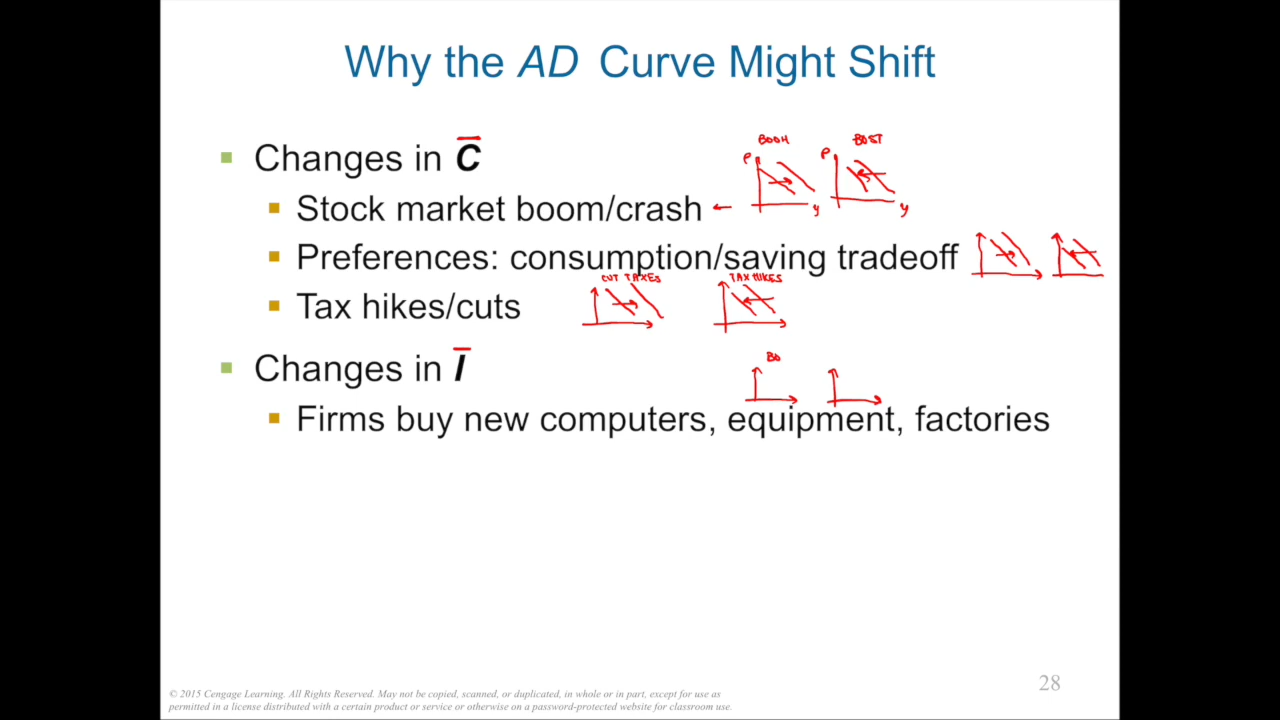 Why the AD Curve Might Shift
Changes in C̅
BOOM
BUST
P
P
Stock market boom/crash
y
y
Preferences: consumption/saving tradeoff
CUT TAXES
TAX HIKES
Tax hikes/cuts
Changes in I̅
BO
Firms buy new computers, equipment, factories
© 2015 Cengage Learning. All Rights Reserved. May not be copied, scanned, or duplicated, in whole or in part, except for use as
permitted in a license distributed with a certain product or service or otherwise on a password-protected website for classroom use.
28